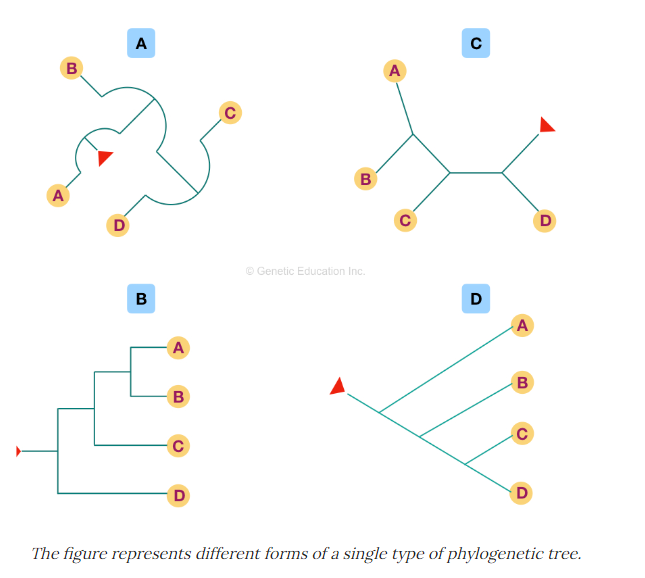 A
B
C
A
D
C
A
B
C
D
© Genetic Education Inc.
B
A
B
C
D
D
A
B
C
D
The figure represents different forms of a single type of phylogenetic tree.